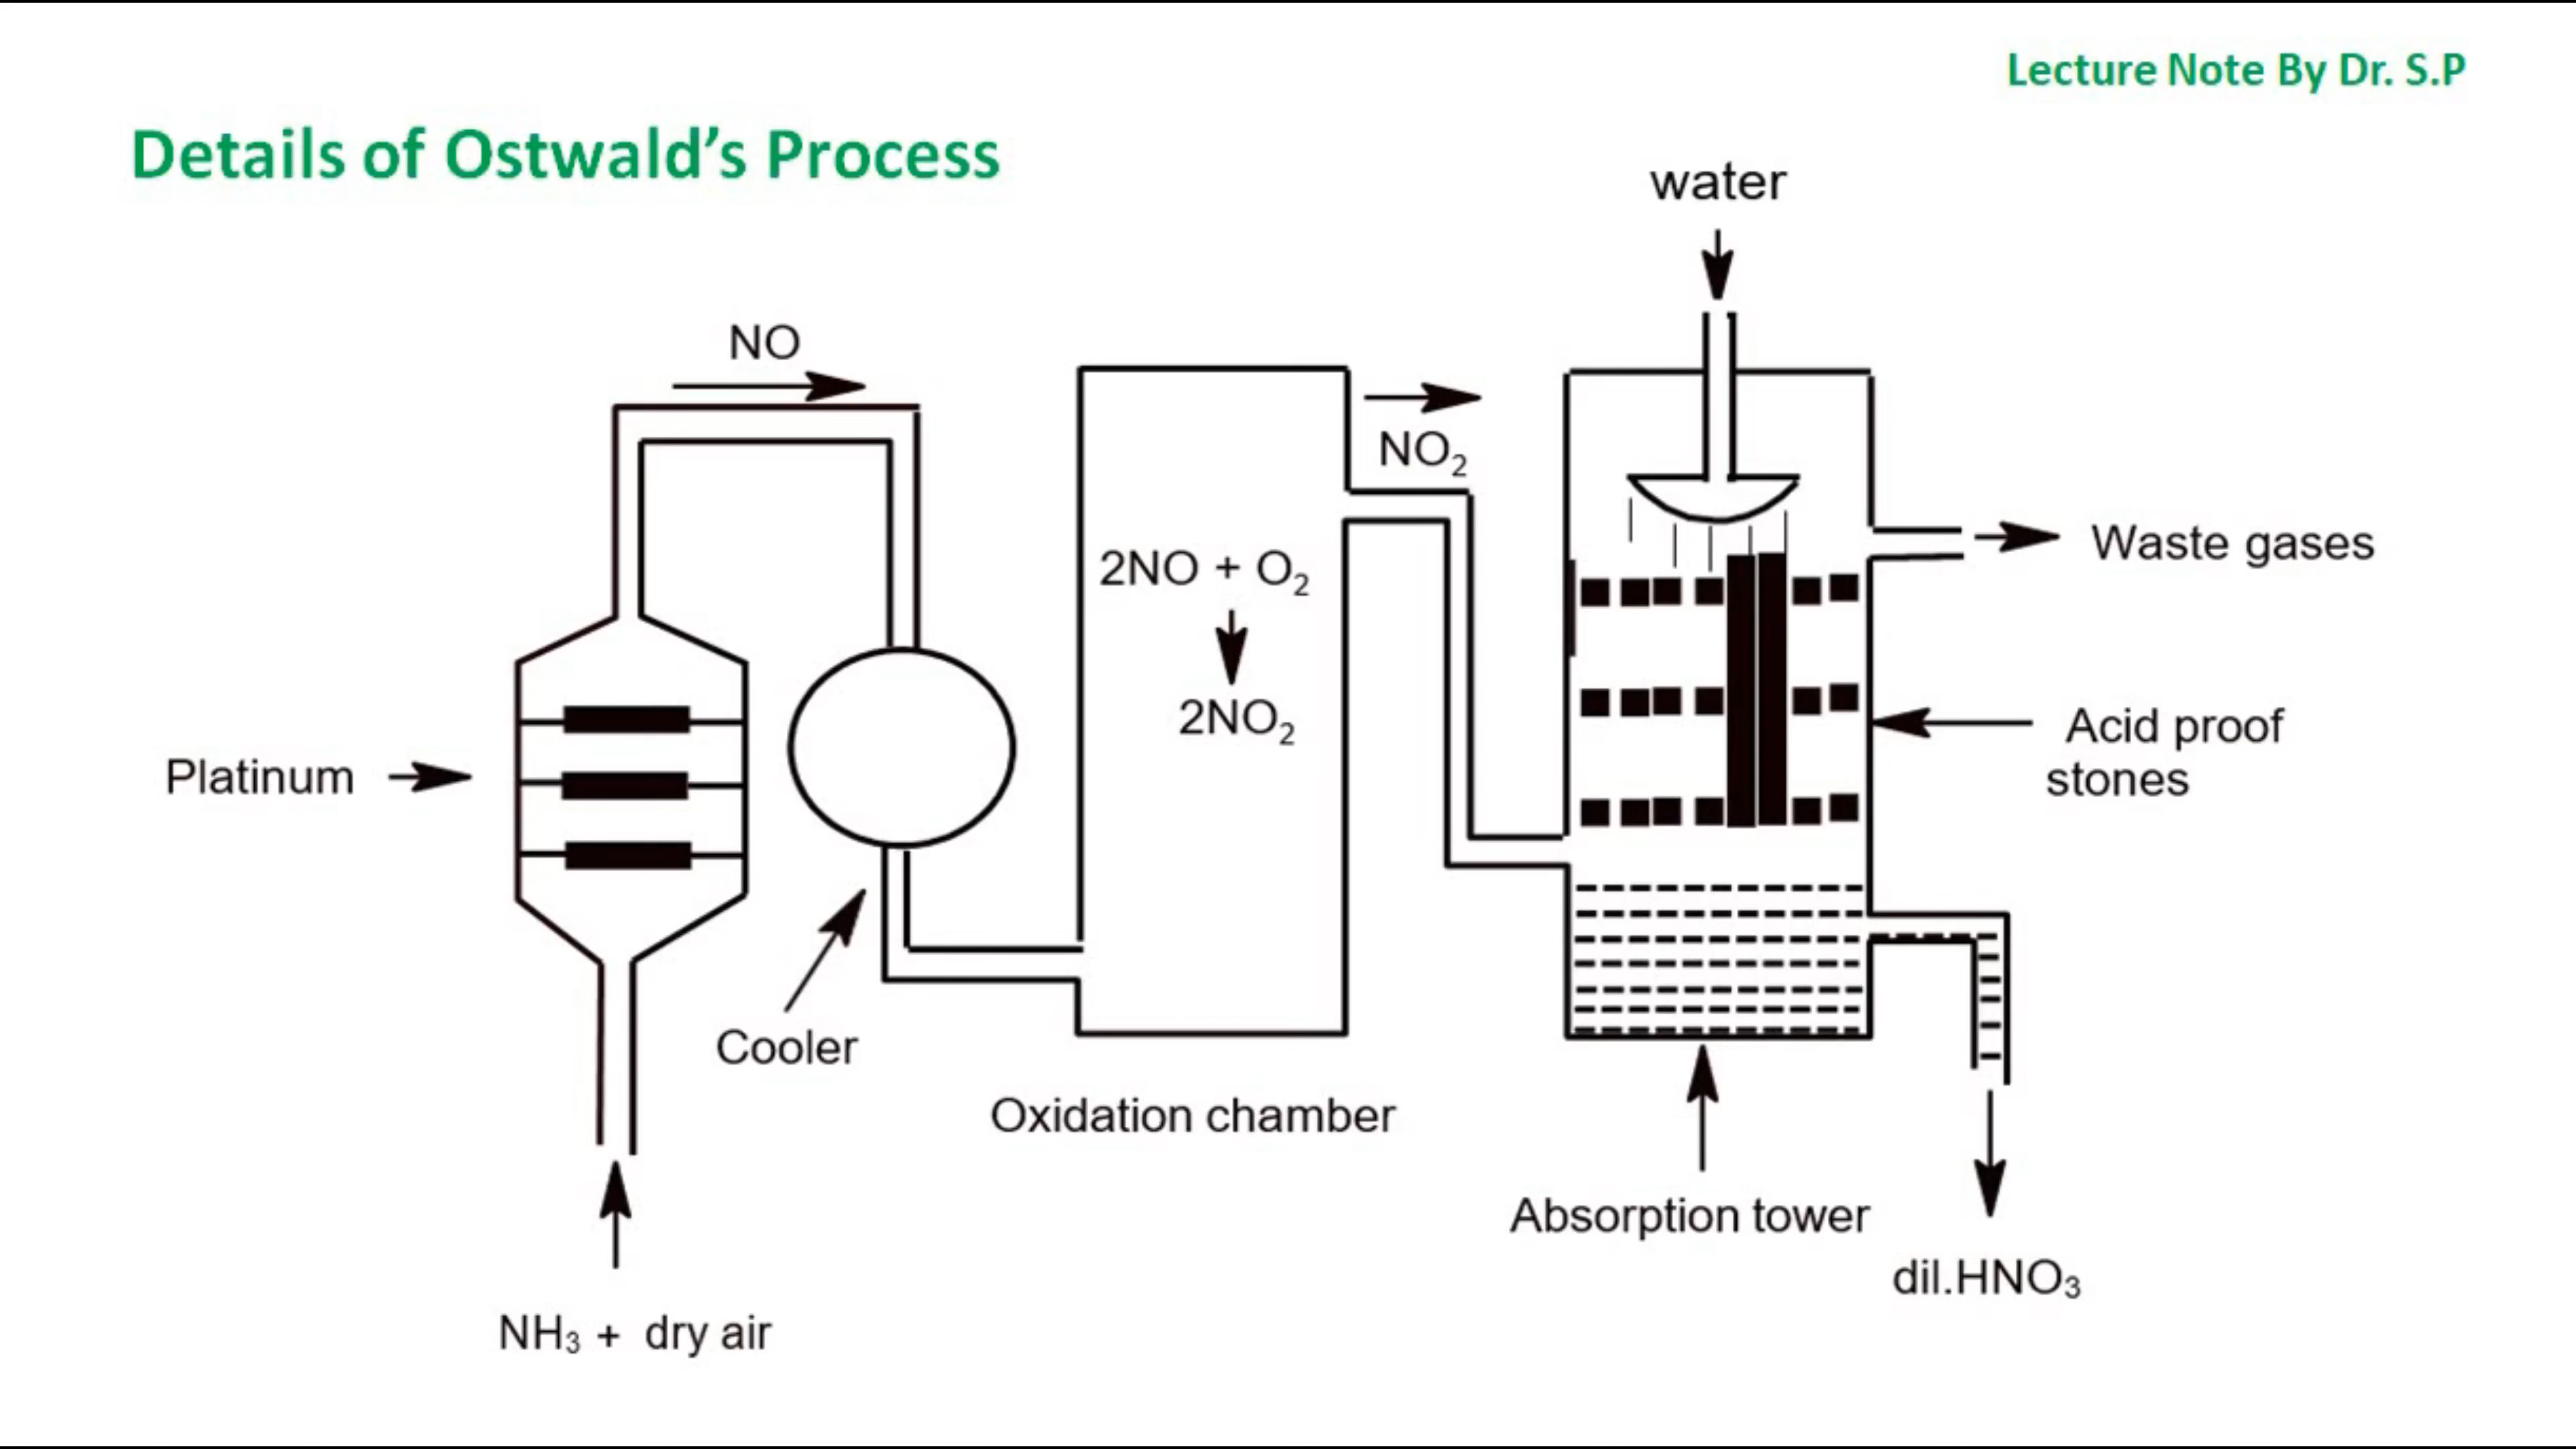 Lecture Note By Dr. S.P
Details of Ostwald's Process
water
NO
NO₂
Waste gases
2NO + O₂
2NO₂
Platinum
Acid proof
stones
Cooler
Oxidation chamber
Absorption tower
dil.HNO₃
NH₃ + dry air